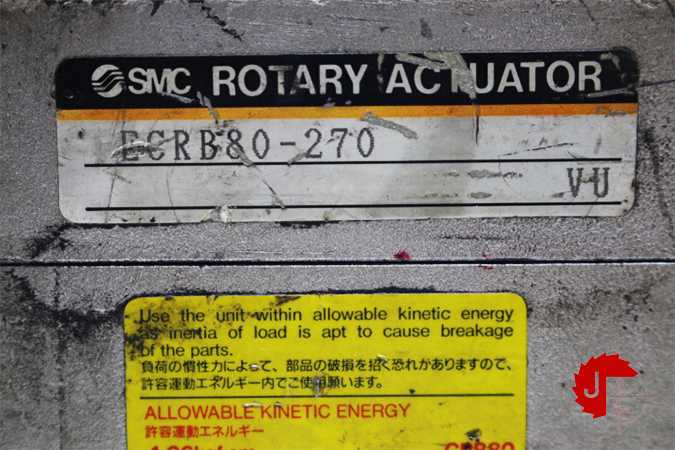 SMC ROTARY ACTUATOR
ECRB80-270
VU
Use the unit within allowable kinetic energy
as inertia of load is apt to cause breakage
of the parts.
負荷の慣性力によって、部品の破損を招く恐れがありますので、
許容運動エネルギー内でご使用願います。
ALLOWABLE KINETIC ENERGY
許容運動エネルギー
CRB80
J